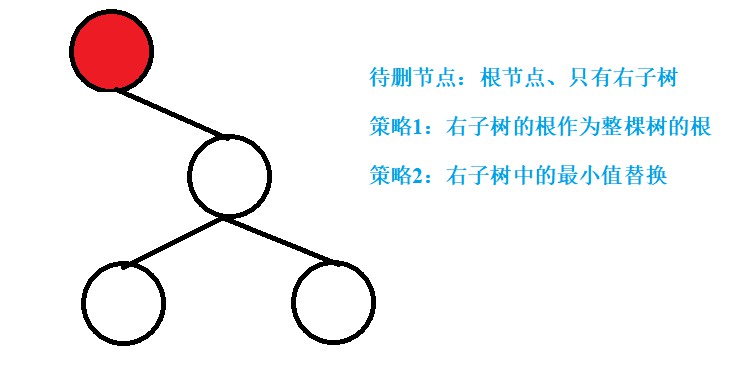 待删节点：根节点、只有右子树
策略1：右子树的根作为整棵树的根
策略2：右子树中的最小值替换